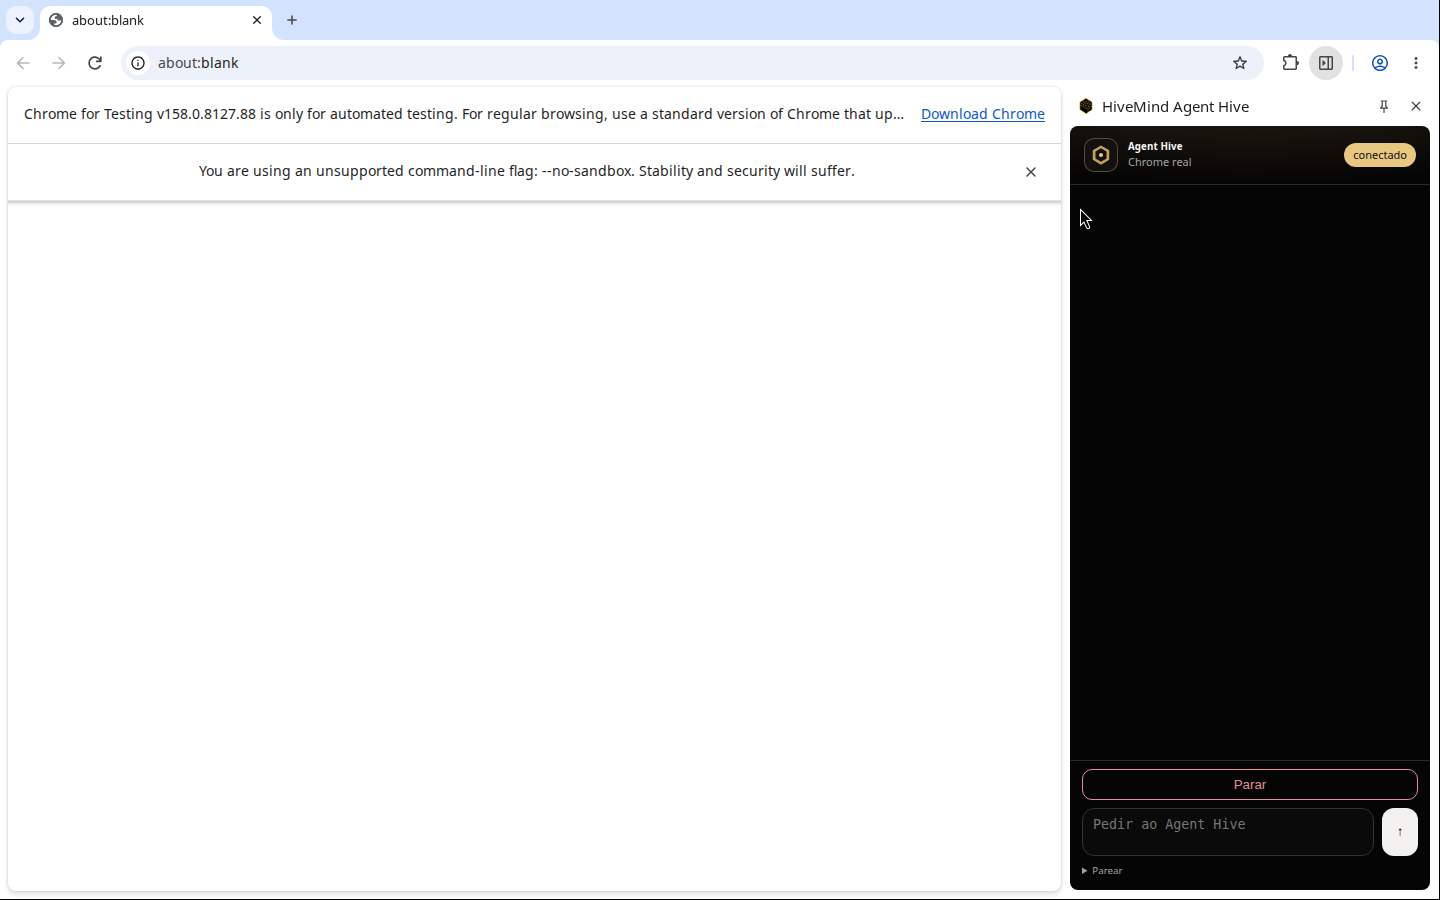 about:blank
about:blank
Chrome for Testing v158.0.8127.88 is only for automated testing. For regular browsing, use a standard version of Chrome that up... Download Chrome
You are using an unsupported command-line flag: --no-sandbox. Stability and security will suffer.
HiveMind Agent Hive
Agent Hive
Chrome real
conectado
Parar
Pedir ao Agent Hive
↑
Parear